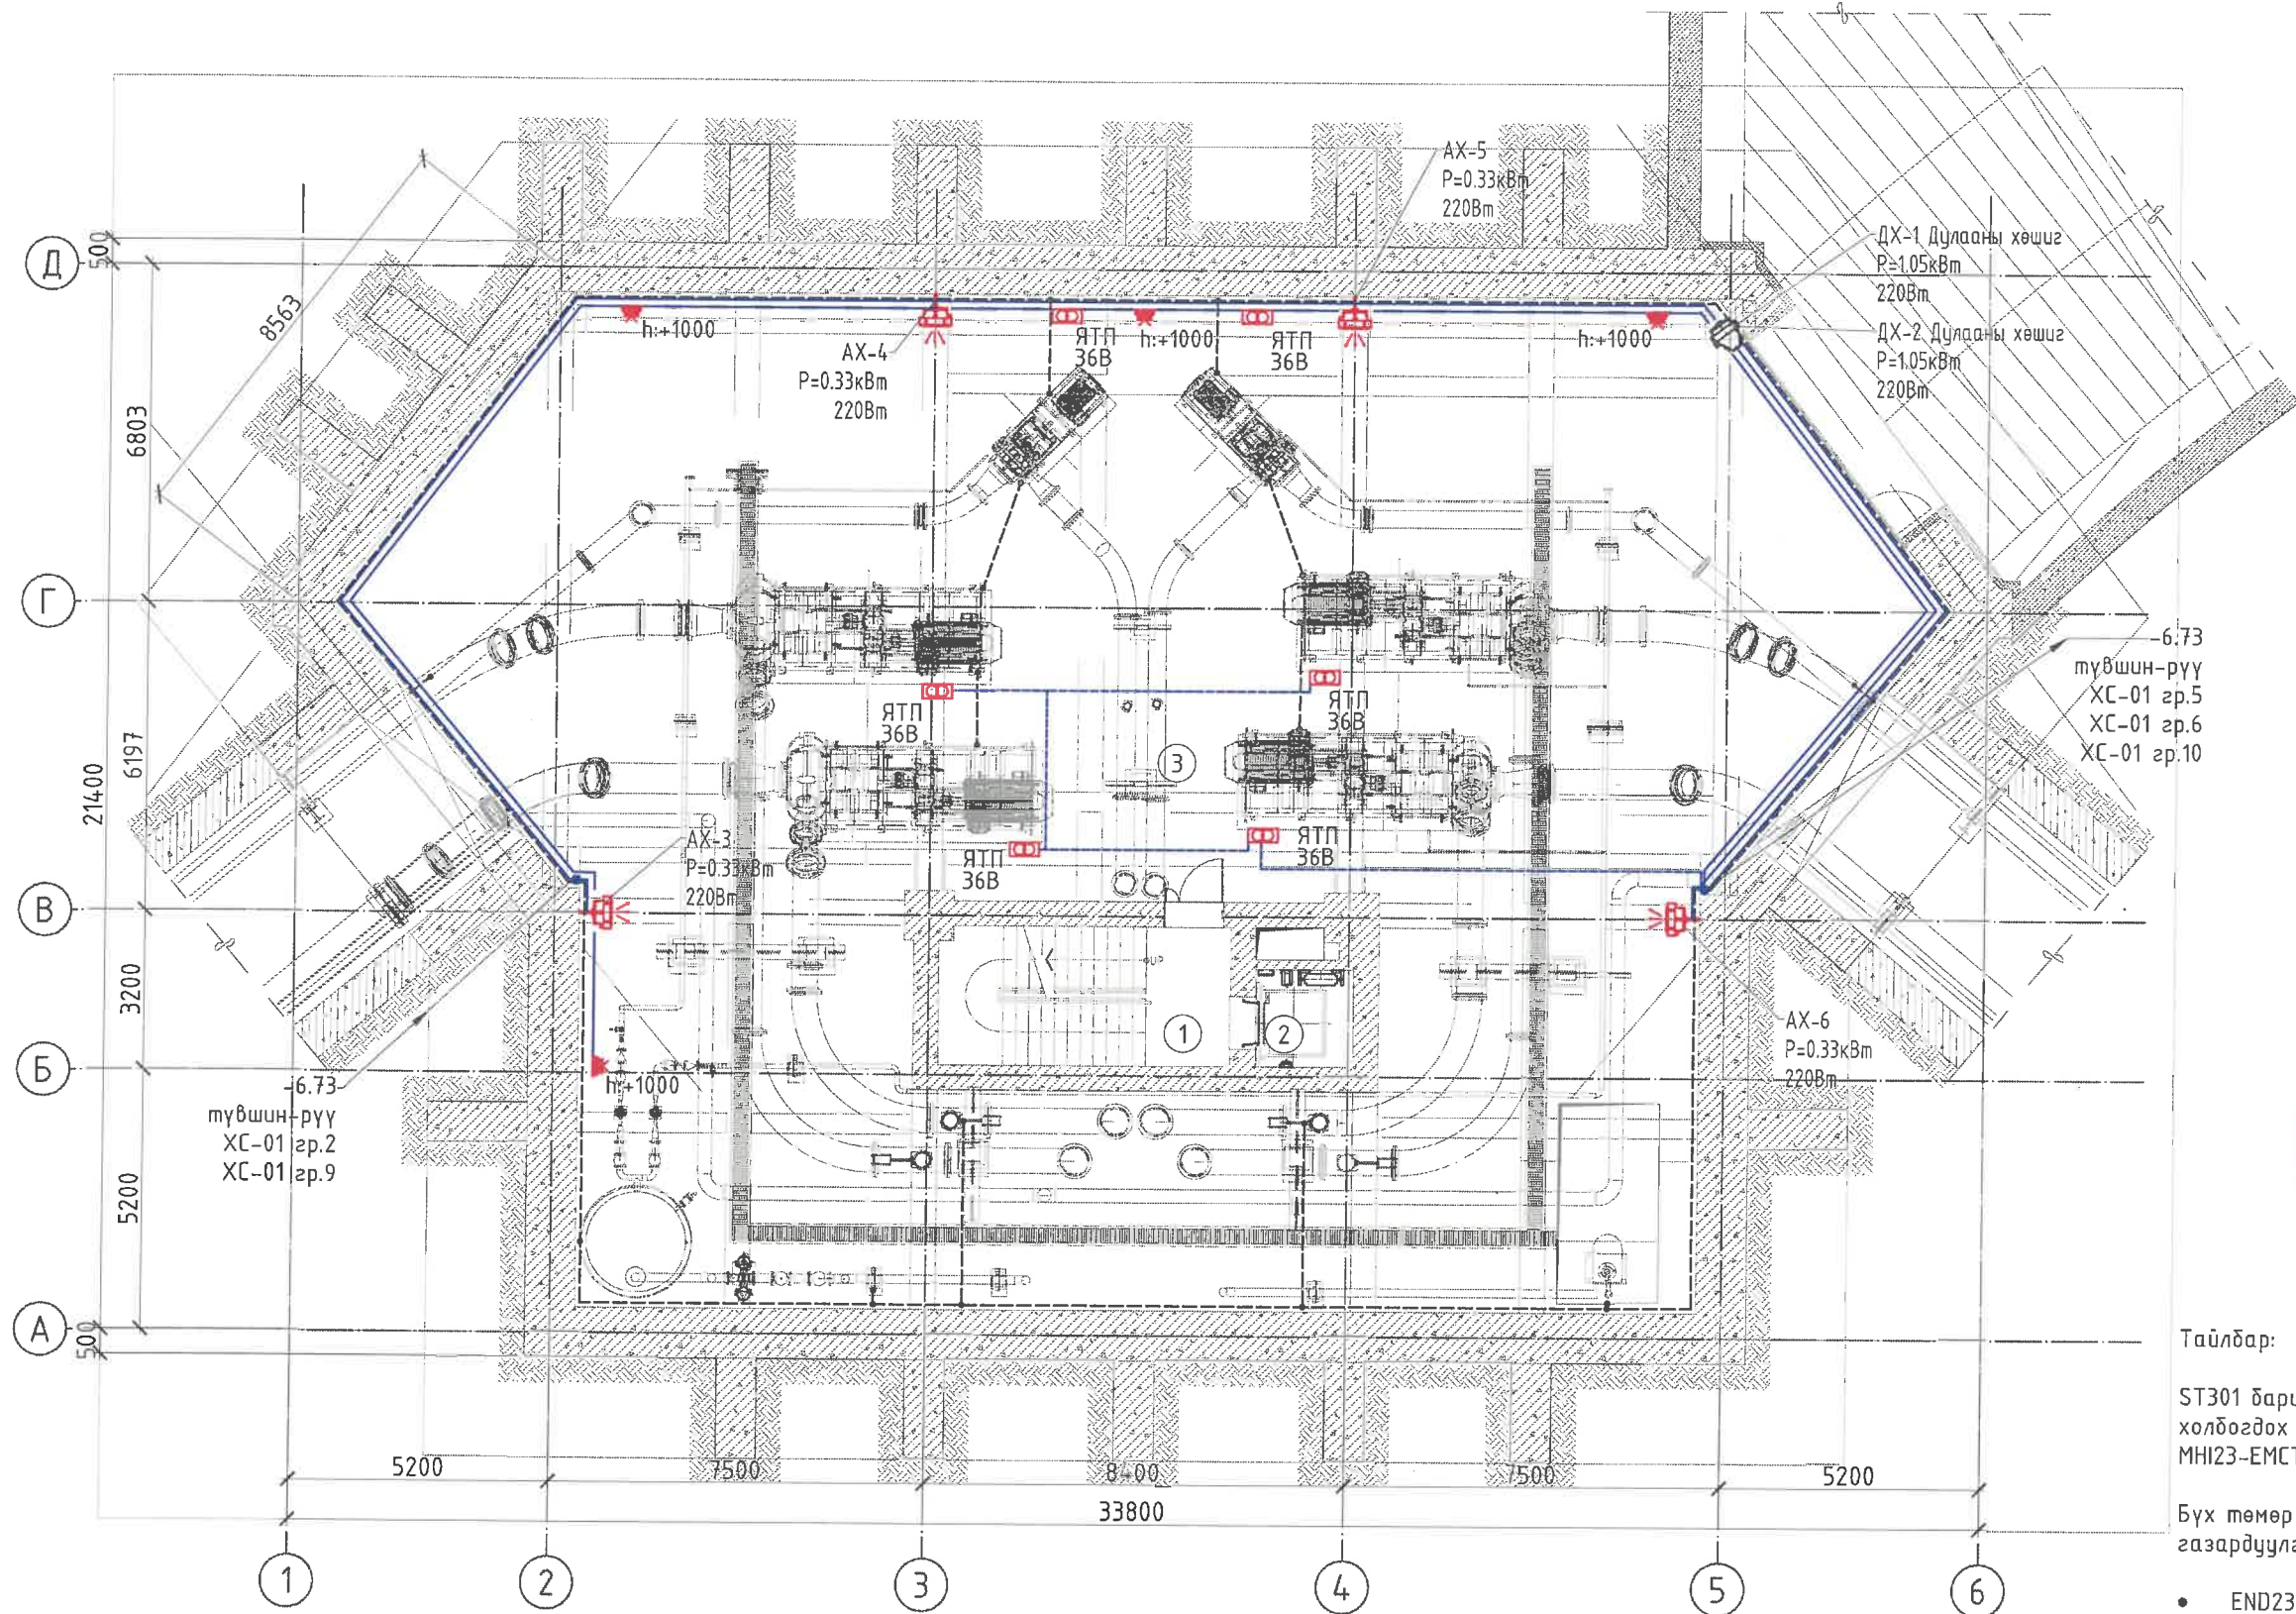 АХ-5
P=0.33кВт
220Вт
ДХ-1 Дулааны хөшиг
P=1.05кВт
220Вт
ДХ-2 Дулааны хөшиг
P=1.05кВт
220Вт
Д
500
8563
h:+1000
АХ-4
P=0.33кВт
220Вт
ЯТП
36В
h:+1000
ЯТП
36В
h:+1000
6803
Г
6197
21400
-6.73
түвшин-рүү
ХС-01 гр.5
ХС-01 гр.6
ХС-01 гр.10
ЯТП
36В
ЯТП
36В
3
АХ-3
P=0.33кВт
220Вт
ЯТП
36В
ЯТП
36В
В
3200
UP
1
2
АХ-6
P=0.33кВт
220Вт
Б
h:+1000
-6.73
түвшин-рүү
ХС-01 гр.2
ХС-01 гр.9
5200
А
500
Тайлбар:
ST301
холбогдох
Бүх төмөр
5200
7500
8400
7500
5200
33800
1
2
3
4
5
6